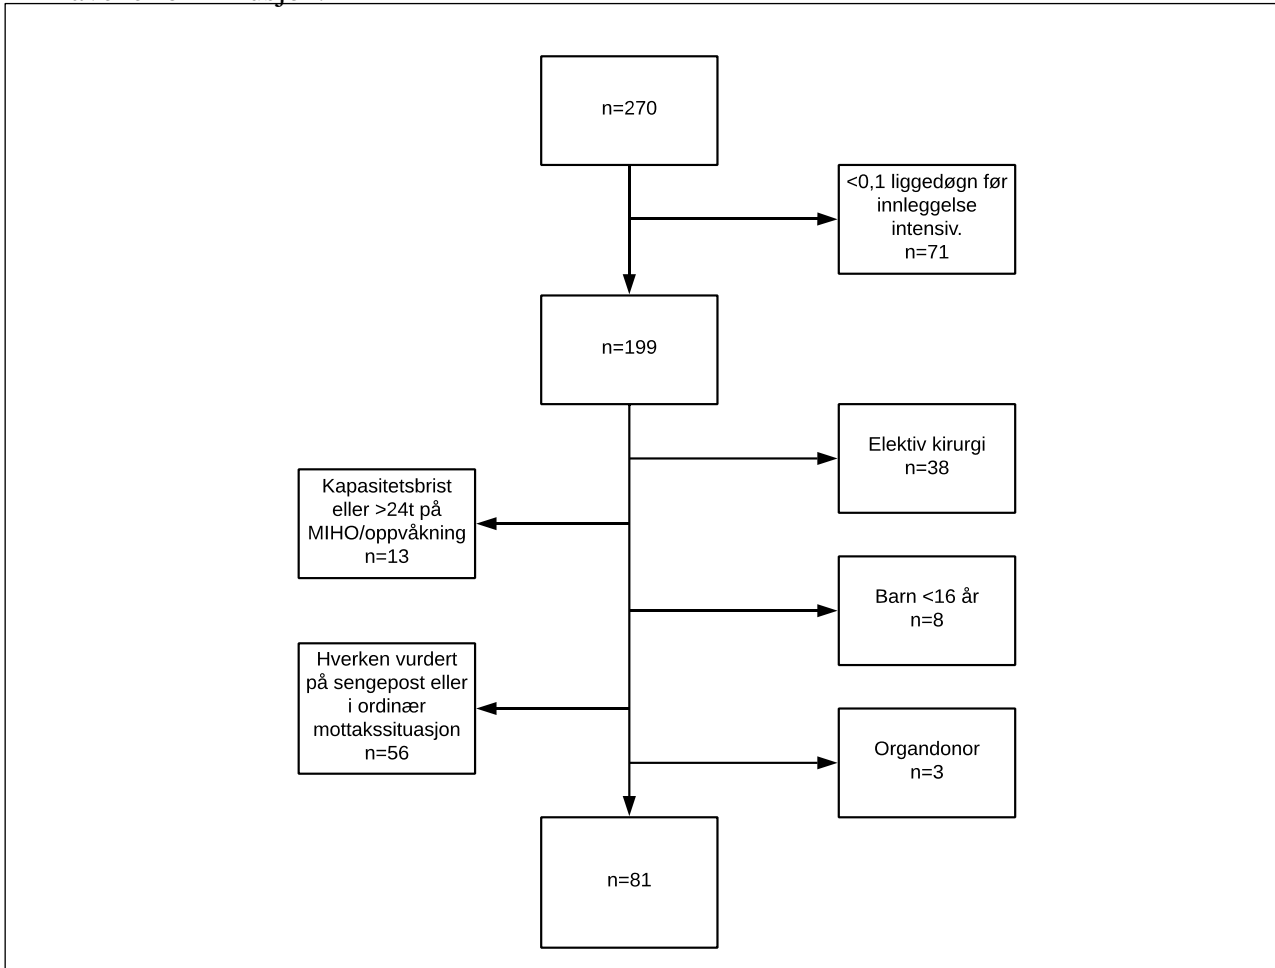 n=270
<0,1 liggedøgn før
innleggelse
intensiv.
n=71
n=199
Elektiv kirurgi
n=38
Kapasitetsbrist
eller >24t på
MIHO/oppvåkning
n=13
Barn <16 år
n=8
Hverken vurdert
på sengepost eller
i ordinær
mottakssituasjon
n=56
Organdonor
n=3
n=81